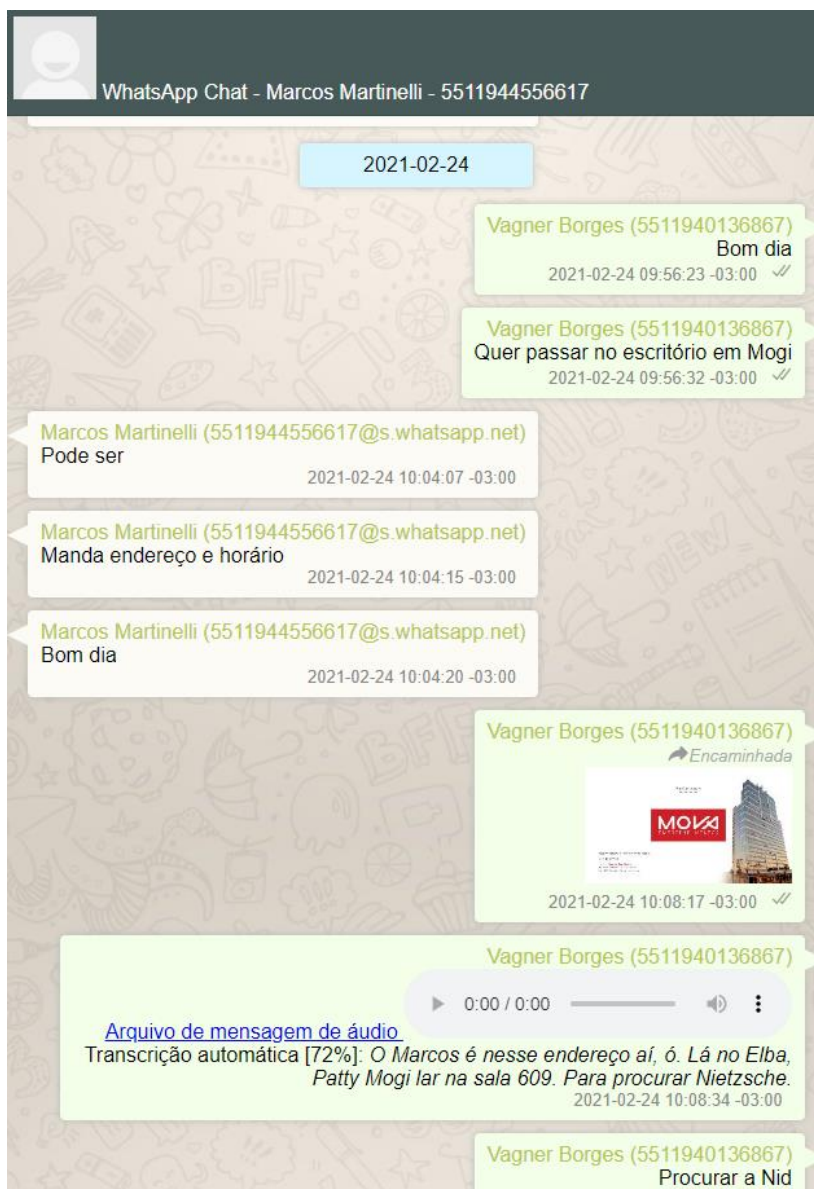 WhatsApp Chat - Marcos Martinelli - 5511944556617
2021-02-24
Vagner Borges (5511940136867)
Bom dia
2021-02-24 09:56:23 -03:00
Vagner Borges (5511940136867)
Quer passar no escritório em Mogi
2021-02-24 09:56:32 -03:00
Marcos Martinelli (5511944556617@s.whatsapp.net)
Pode ser
2021-02-24 10:04:07 -03:00
Marcos Martinelli (5511944556617@s.whatsapp.net)
Manda endereço e horário
2021-02-24 10:04:15 -03:00
Marcos Martinelli (5511944556617@s.whatsapp.net)
Bom dia
2021-02-24 10:04:20 -03:00
Vagner Borges (5511940136867)
Encaminhada
MOVA
2021-02-24 10:08:17 -03:00
Vagner Borges (5511940136867)
0:00 / 0:00
Arquivo de mensagem de áudio
Transcrição automática [72%]: O Marcos é nesse endereço aí, ó. Lá no Elba,
Patty Mogi lar na sala 609. Para procurar Nietzsche.
2021-02-24 10:08:34 -03:00
Vagner Borges (5511940136867)
Procurar a Nid